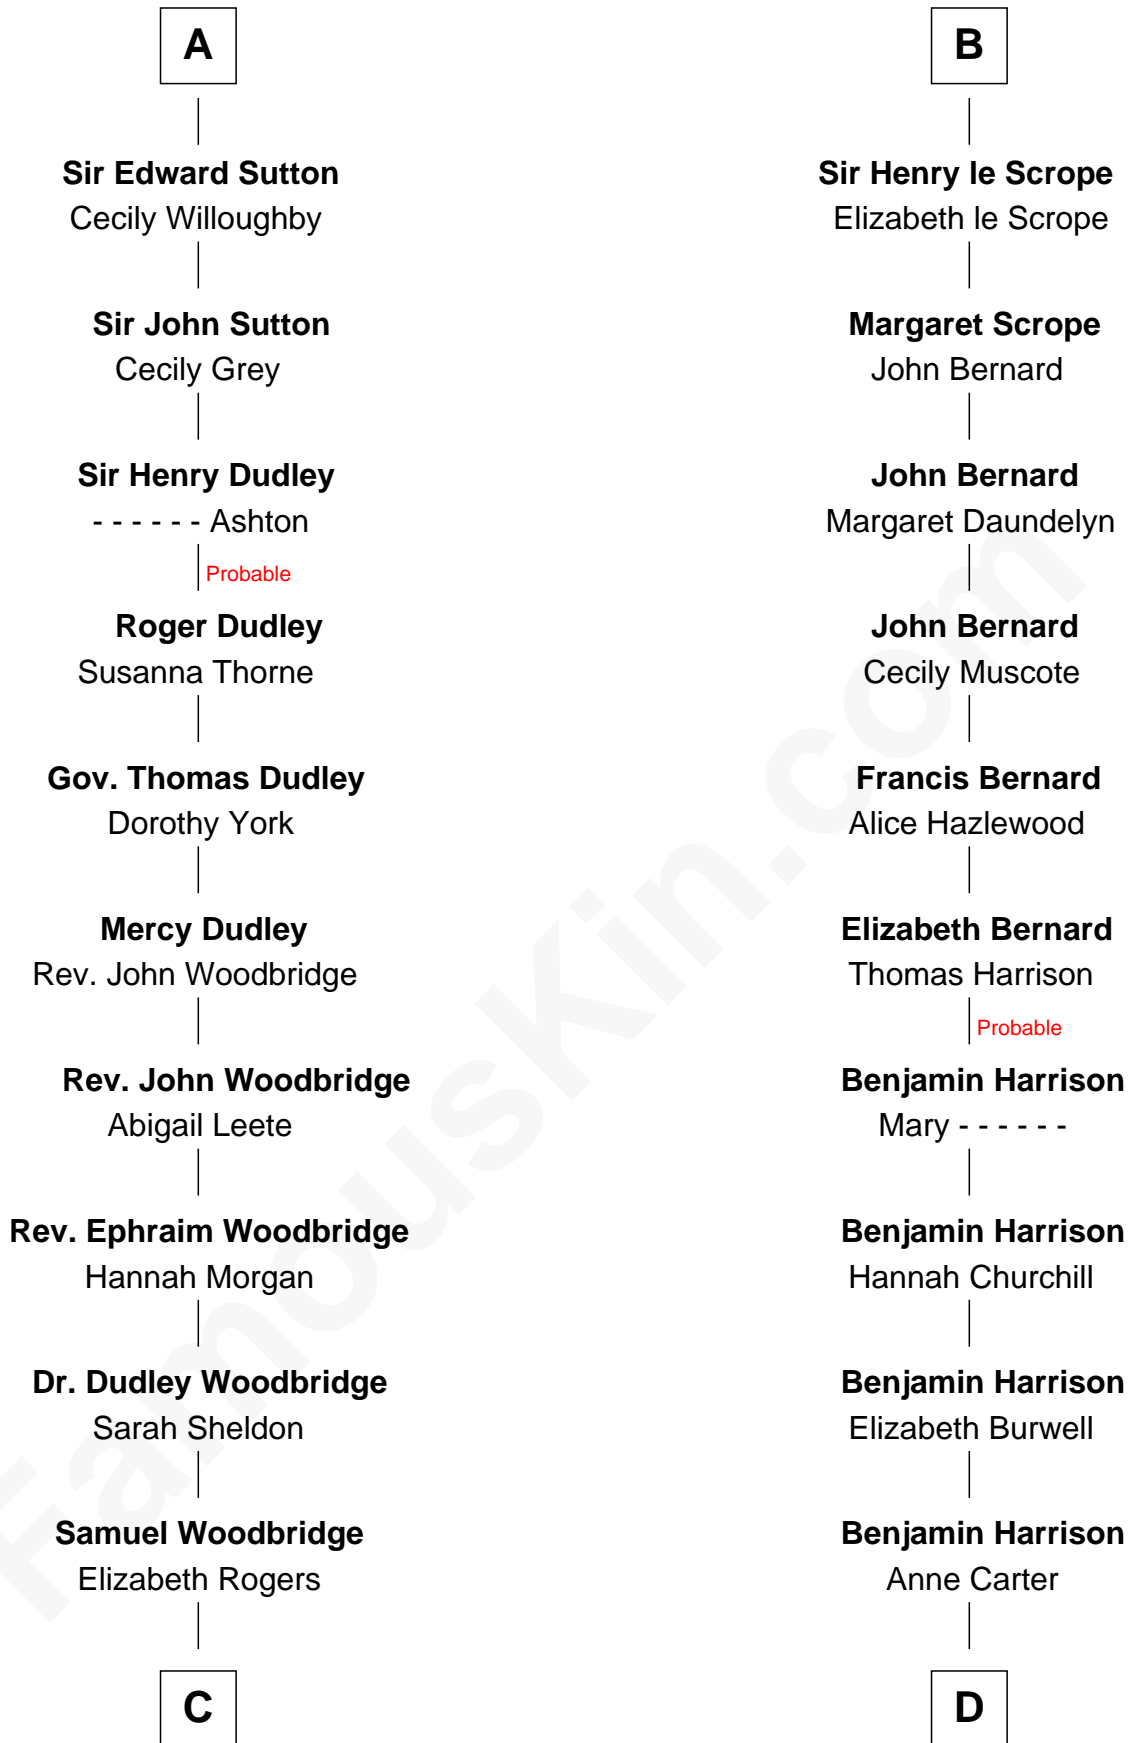 A
Sir Edward Sutton
Cecily Willoughby
Sir John Sutton
Cecily Grey
Sir Henry Dudley
- - - - - - Ashton
Probable
Roger Dudley
Susanna Thorne
Gov. Thomas Dudley
Dorothy York
Mercy Dudley
Rev. John Woodbridge
Rev. John Woodbridge
Abigail Leete
Rev. Ephraim Woodbridge
Hannah Morgan
Dr. Dudley Woodbridge
Sarah Sheldon
Samuel Woodbridge
Elizabeth Rogers
C
B
Sir Henry le Scrope
Elizabeth le Scrope
Margaret Scrope
John Bernard
John Bernard
Margaret Daundelyn
John Bernard
Cecily Muscote
Francis Bernard
Alice Hazlewood
Elizabeth Bernard
Thomas Harrison
Probable
Benjamin Harrison
Mary - - - - - -
Benjamin Harrison
Hannah Churchill
Benjamin Harrison
Elizabeth Burwell
Benjamin Harrison
Anne Carter
D
FamousKin.com